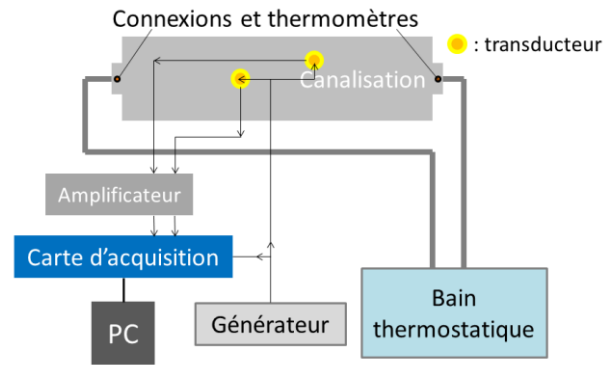 Connexions et thermomètres
: transducteur
Canalisation
Amplificateur
Carte d’acquisition
PC
Générateur
Bain
thermostatique